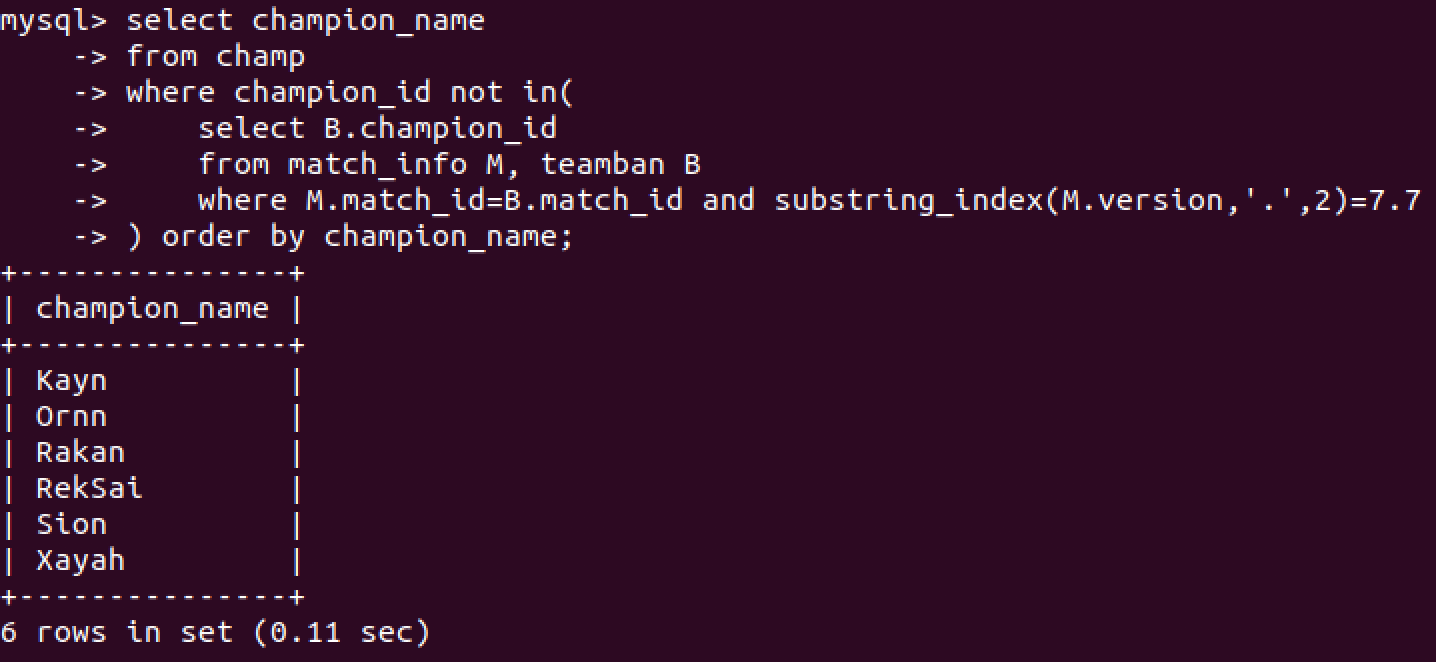 mysql> select champion_name
    -> from champ
    -> where champion_id not in(
    ->     select B.champion_id
    ->     from match_info M, teamban B
    ->     where M.match_id=B.match_id and substring_index(M.version,'.',2)=7.7
    -> ) order by champion_name;
+---------------+
| champion_name |
+---------------+
| Kayn          |
| Ornn          |
| Rakan         |
| RekSai        |
| Sion          |
| Xayah         |
+---------------+
6 rows in set (0.11 sec)